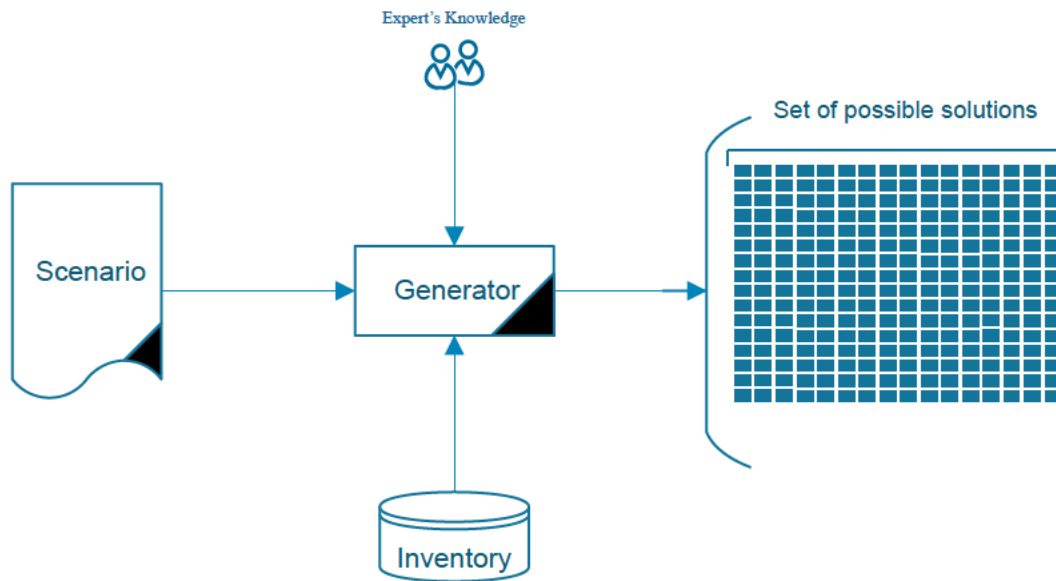 Expert's Knowledge
Set of possible solutions
Scenario
Generator
Inventory